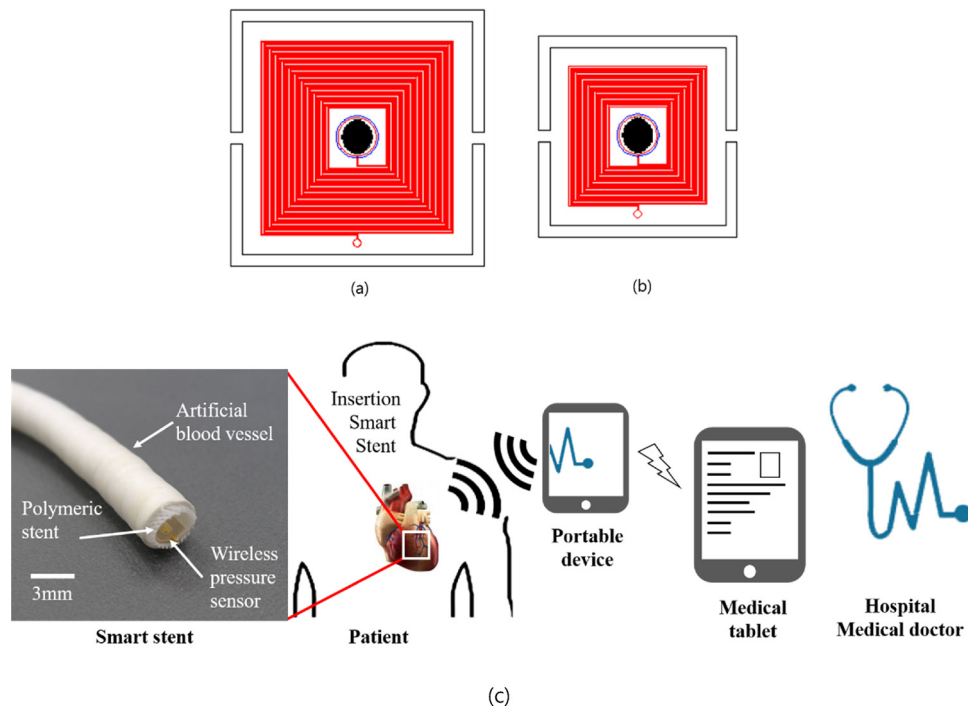 (a)
(b)
Artificial
blood vessel
Polymeric
stent
Wireless
pressure
sensor
3mm
Smart stent
Insertion
Smart
Stent
Patient
Portable
device
Medical
tablet
Hospital
Medical doctor
(c)